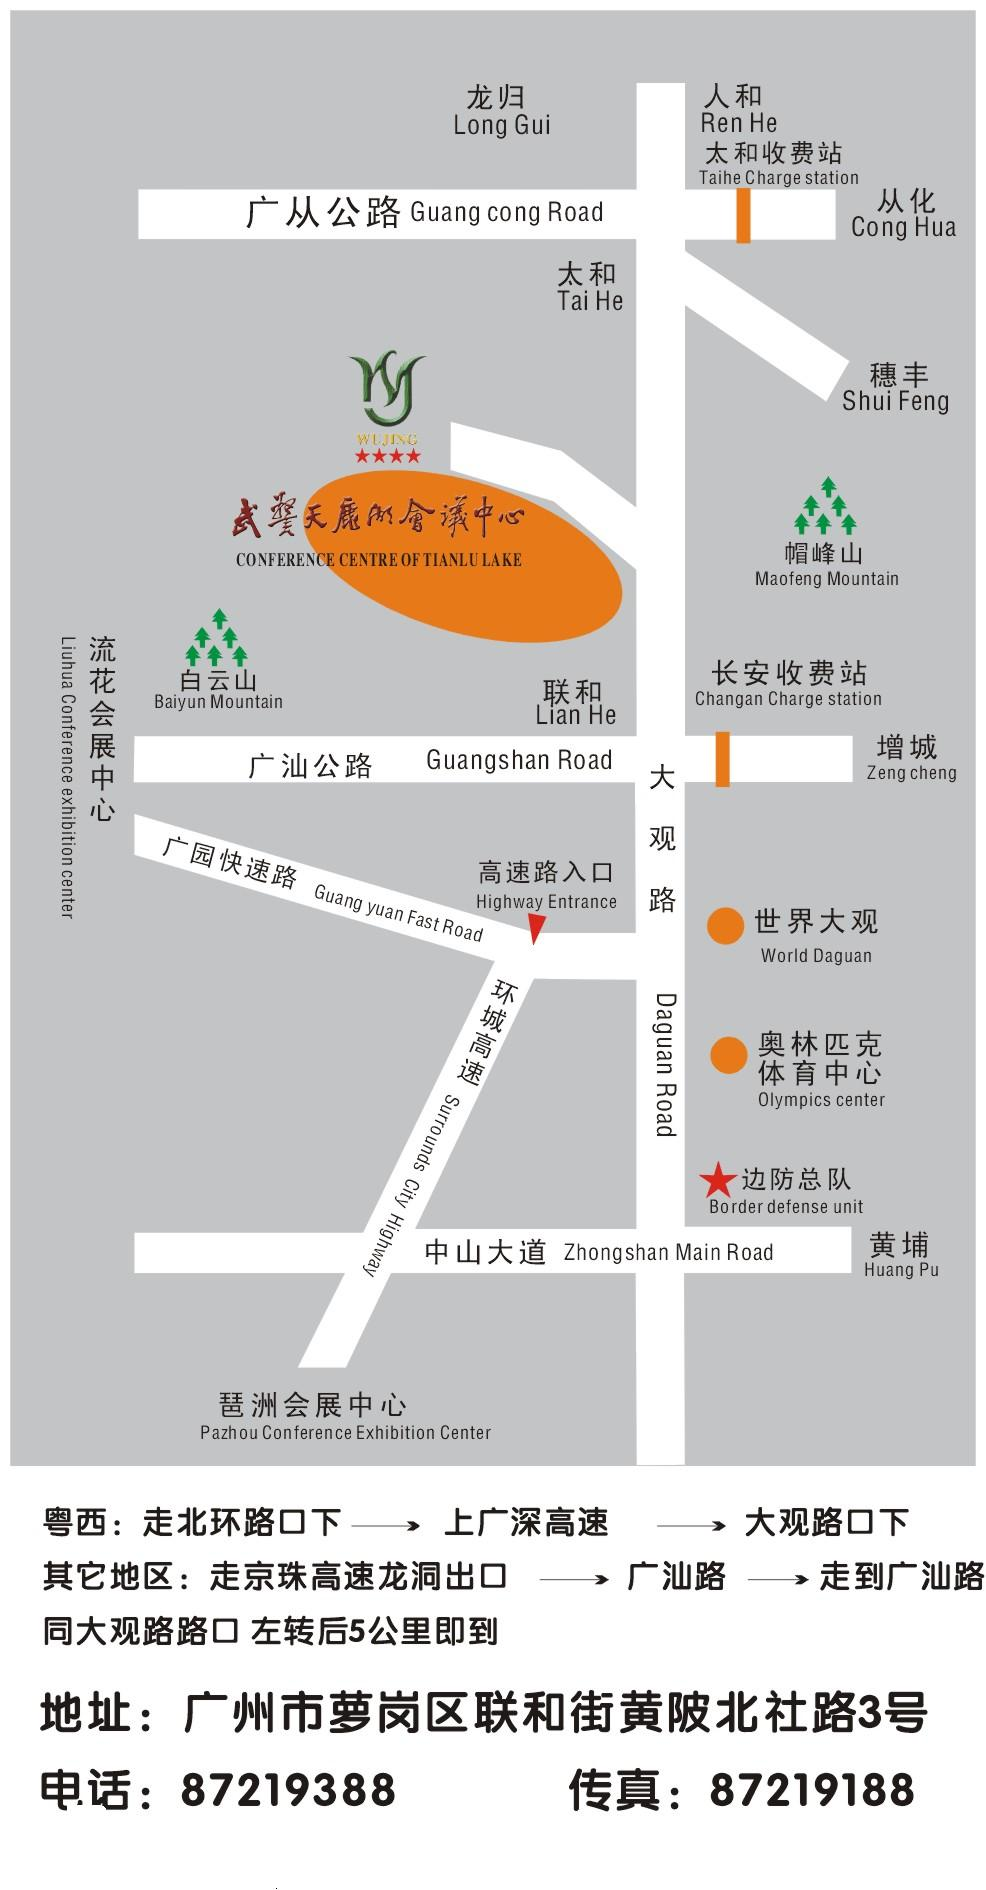 龙归
Long Gui
人和
Ren He
太和收费站
Taihe Charge station
广从公路 Guang cong Road
从化
Cong Hua
太和
Tai He
穗丰
Shui Feng
WUJING
武警天鹿湖會議中心
CONFERENCE CENTRE OF TIANLU LAKE
帽峰山
Maofeng Mountain
流花会展中心
Liuhua Conference exhibition center
白云山
Baiyun Mountain
联和
Lian He
长安收费站
Changan Charge station
广汕公路 Guangshan Road
增城
Zeng cheng
大观路
Daguan Road
广园快速路 Guang yuan Fast Road
高速路入口
Highway Entrance
世界大观
World Daguan
环城高速 Surrounds City Highway
奥林匹克
体育中心
Olympics center
边防总队
Border defense unit
中山大道 Zhongshan Main Road
黄埔
Huang Pu
琶洲会展中心
Pazhou Conference Exhibition Center
粤西：走北环路口下 → 上广深高速 → 大观路口下
其它地区：走京珠高速龙洞出口 → 广汕路 → 走到广汕路
同大观路路口 左转后5公里即到
地址：广州市萝岗区联和街黄陂北社路3号
电话：87219388 传真：87219188